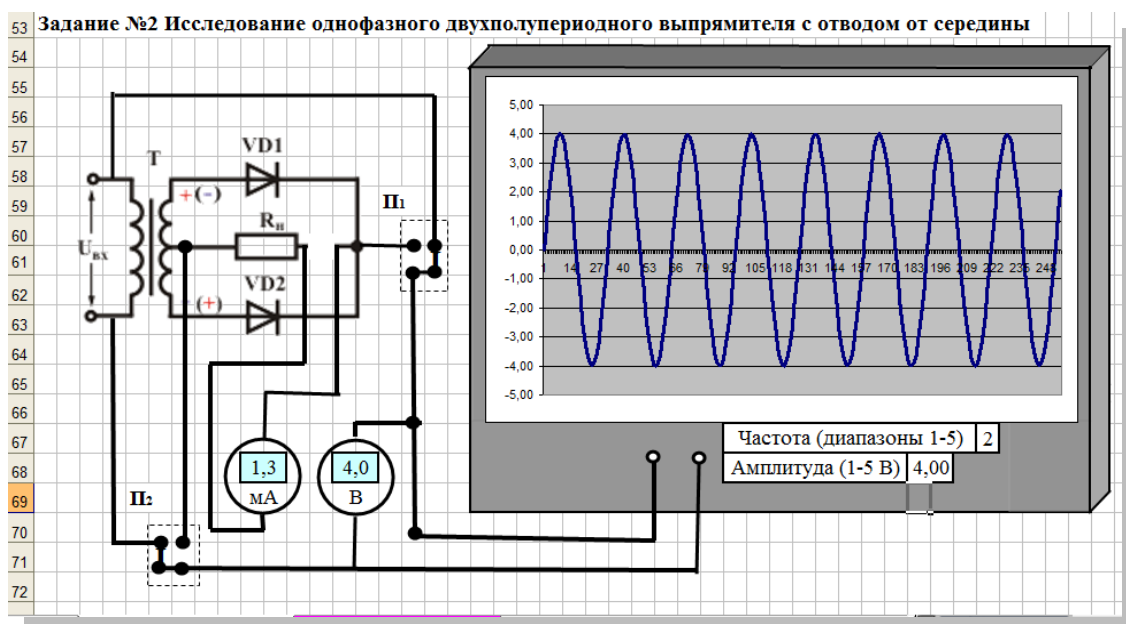 53 Задание №2 Исследование однофазного двухполупериодного выпрямителя с отводом от середины
54
55
56
57
58
59
60
61
62
63
64
65
66
67
68
69
70
71
72
T
VD1
+(-)
Uвх
Rн
VD2
(+)
П1
П2
1,3
мА
4,0
В
5,00
4,00
3,00
2,00
1,00
0,00
-1,00
-2,00
-3,00
-4,00
-5,00
1 14 27 40 53 66 79 92 105 118 131 144 157 170 183 196 209 222 235 248
Частота (диапазоны 1-5) 2
Амплитуда (1-5 В) 4,00